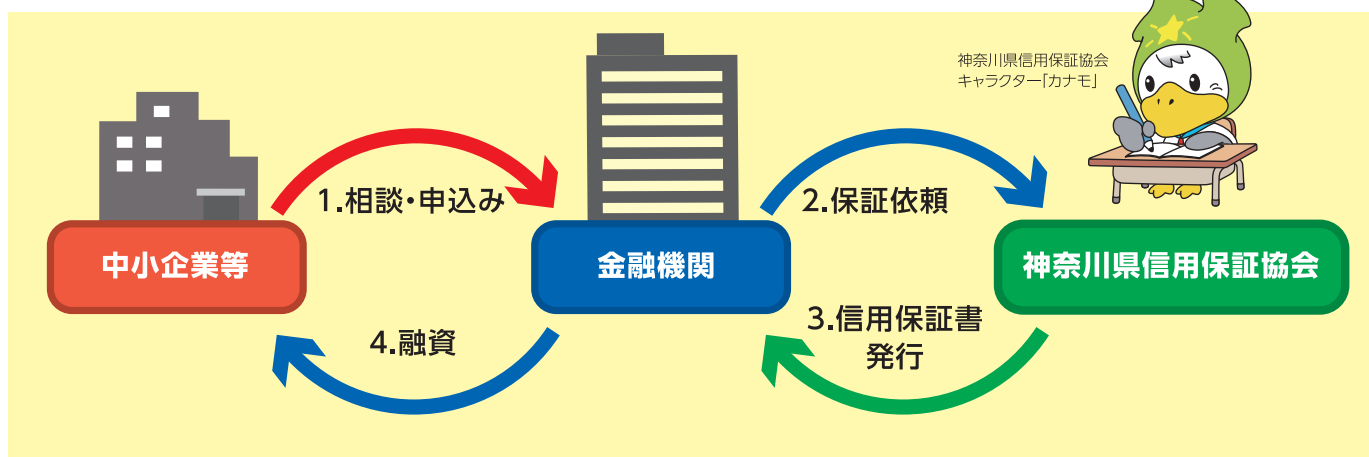 神奈川県信用保証協会
キャラクター「カナモ」
1.相談・申込み
2.保証依頼
中小企業等
金融機関
神奈川県信用保証協会
4.融資
3.信用保証書
発行